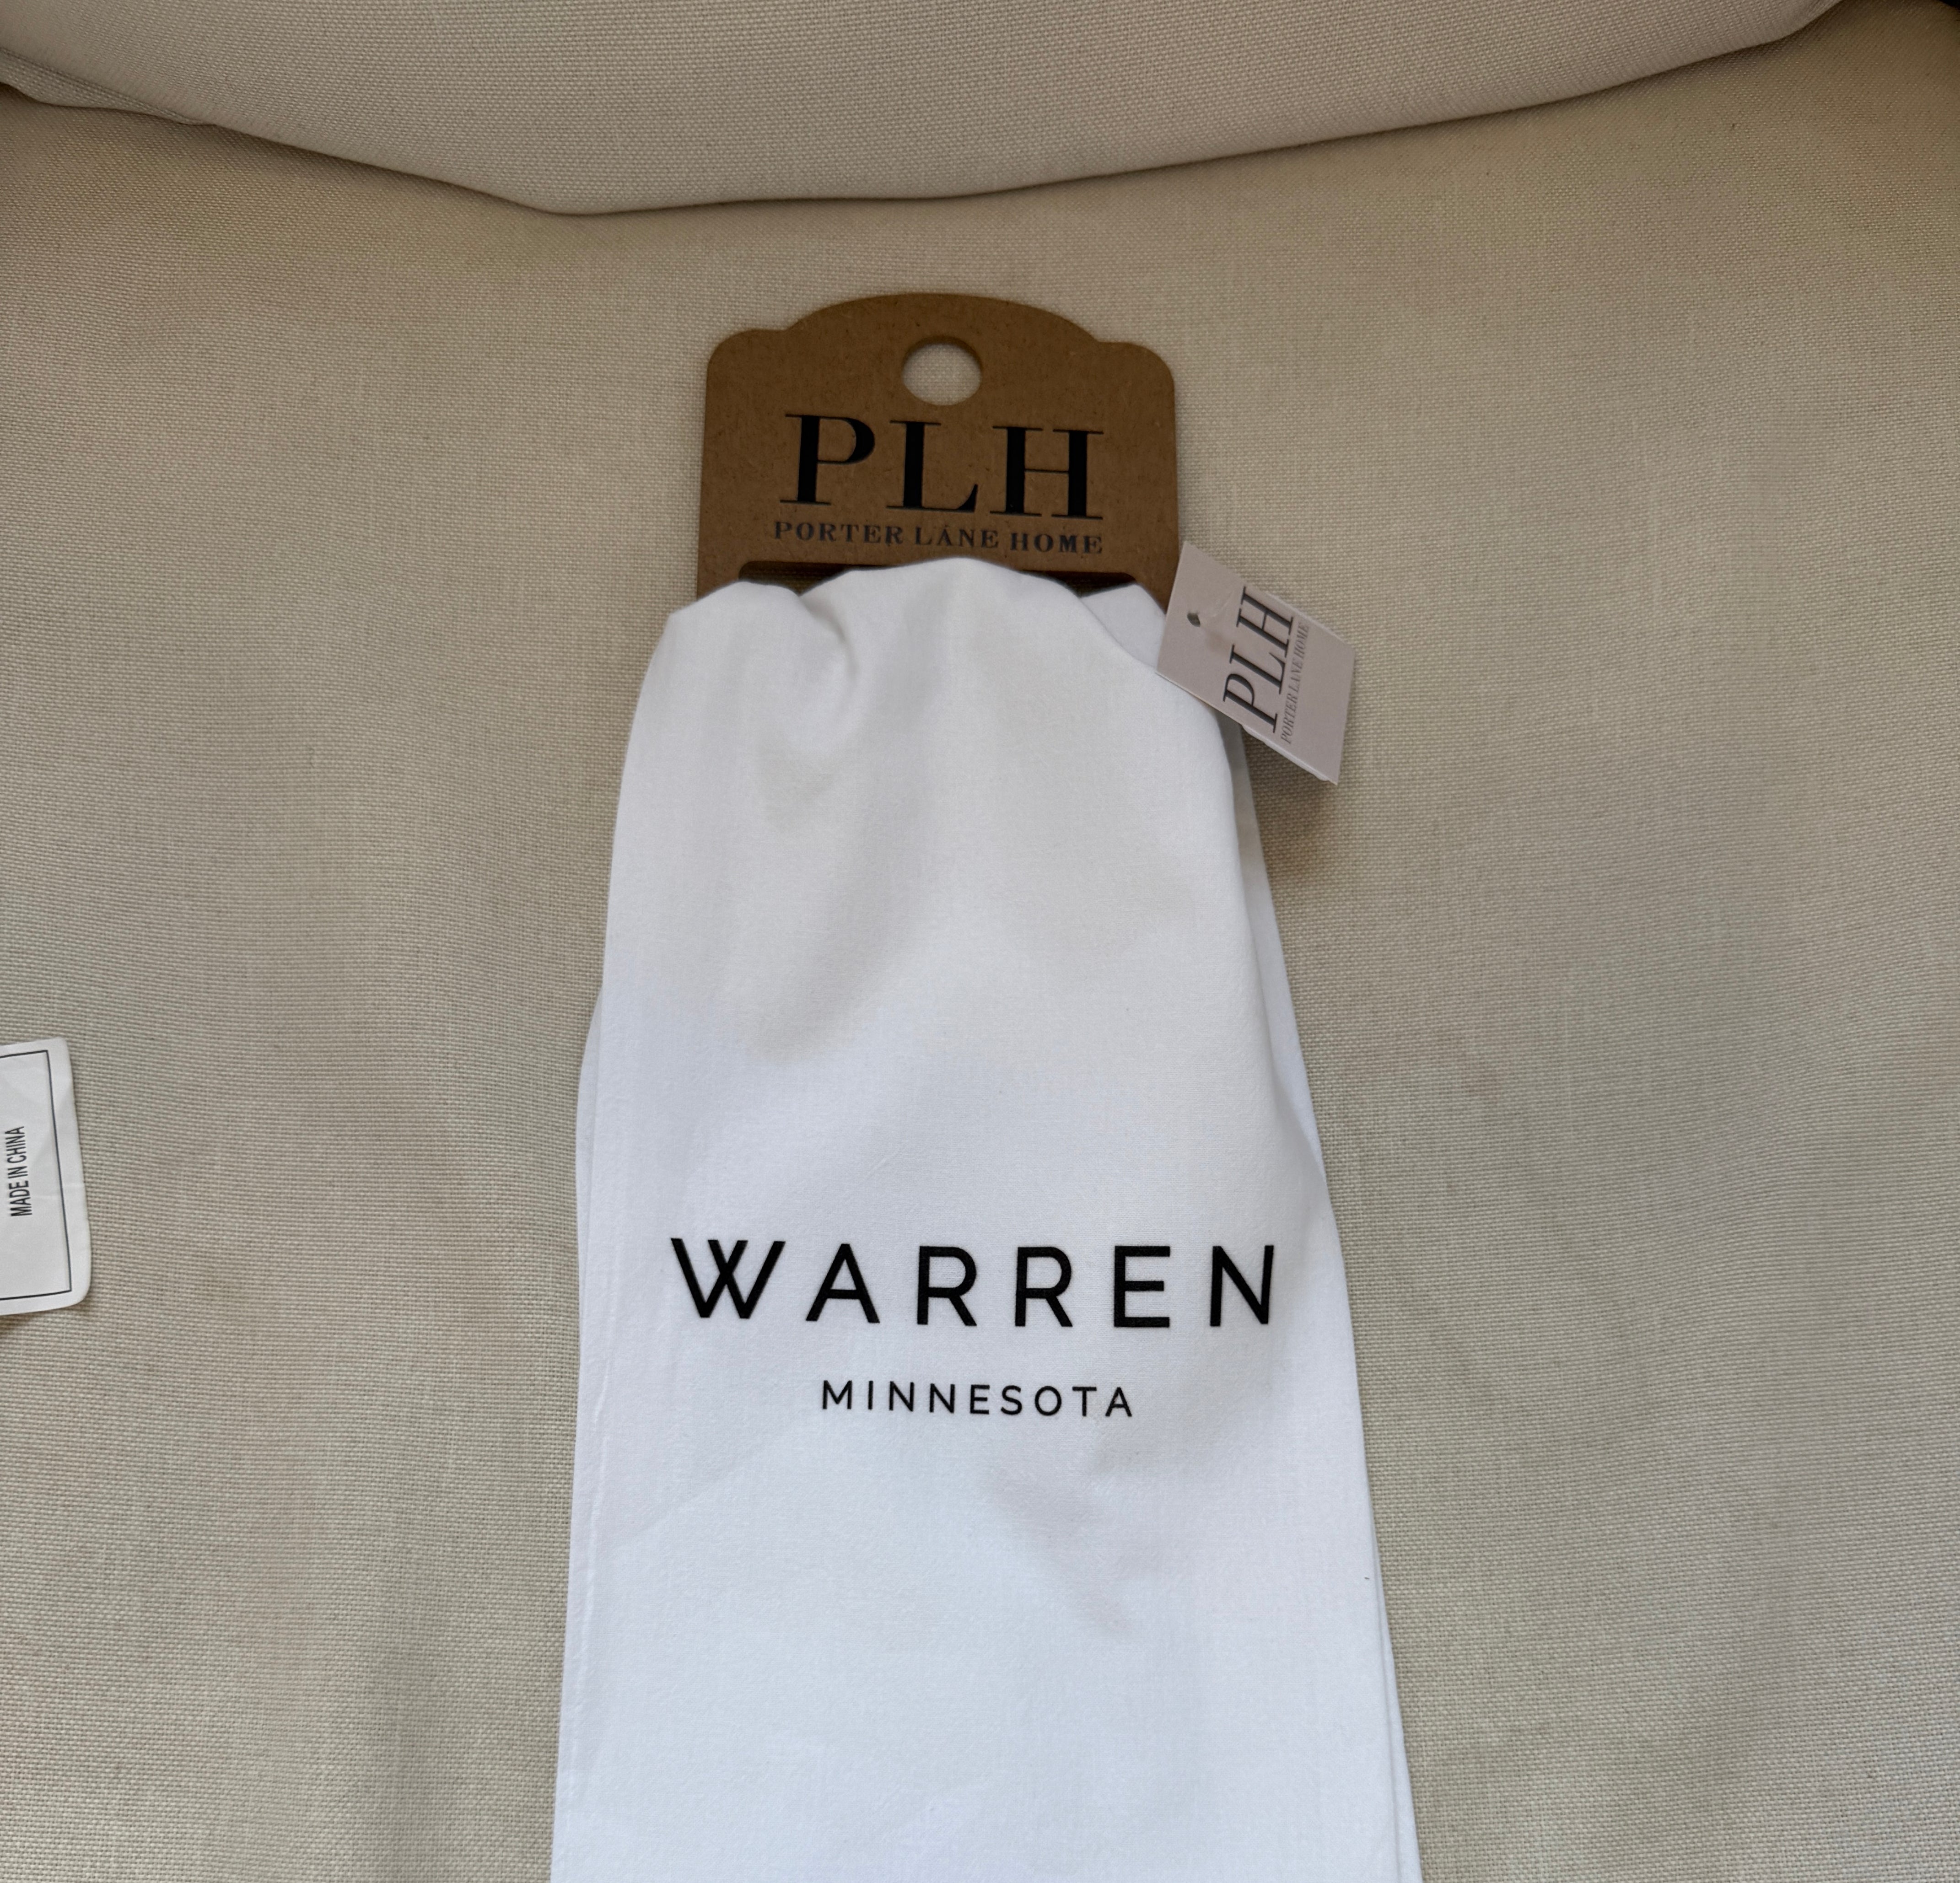 PLH
PORTER LANE HOME
PLH
PORTER LANE HOME
MADE IN CHINA
WARREN
MINNESOTA